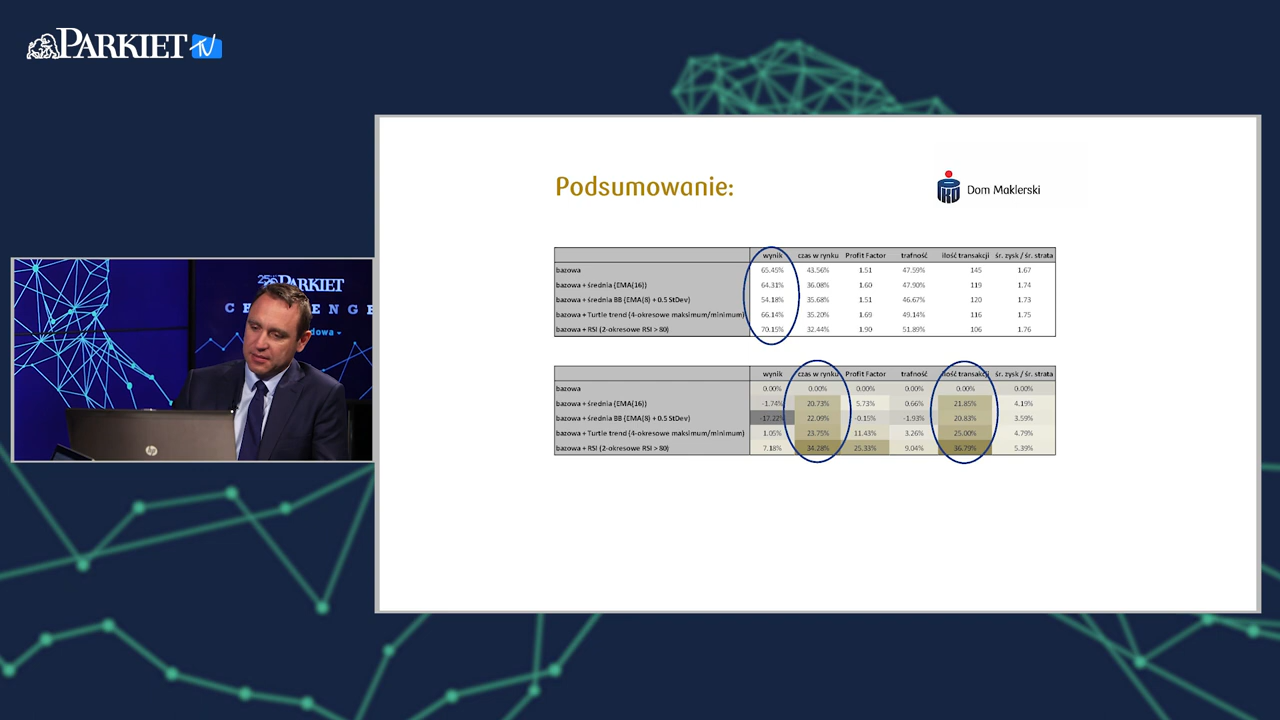 PARKIET TV
Podsumowanie:
Dom Maklerski
wynik czas w rynku Profit Factor trafność ilość transakcji śr. zysk / śr. strata
bazowa 65.45% 43.56% 1.51 47.59% 145 1.67
bazowa + średnia (EMA(16)) 64.31% 36.08% 1.60 47.90% 119 1.74
bazowa + średnia BB (EMA(8) + 0.5 StDev) 54.18% 35.68% 1.51 46.67% 120 1.73
bazowa + Turtle trend (4-okresowe maksimum/minimum) 66.14% 35.20% 1.69 49.14% 116 1.75
bazowa + RSI (2-okresowe RSI > 80) 70.15% 32.44% 1.90 51.89% 106 1.76
wynik czas w rynku Profit Factor trafność ilość transakcji śr. zysk / śr. strata
bazowa 0.00% 0.00% 0.00% 0.00% 0.00% 0.00%
bazowa + średnia (EMA(16)) -1.74% 20.73% 5.73% 0.66% 21.85% 4.19%
bazowa + średnia BB (EMA(8) + 0.5 StDev) -17.22% 22.09% -0.15% -1.93% 20.83% 3.59%
bazowa + Turtle trend (4-okresowe maksimum/minimum) 1.05% 23.75% 11.43% 3.26% 25.00% 4.79%
bazowa + RSI (2-okresowe RSI > 80) 7.18% 34.28% 25.33% 9.04% 36.79% 5.39%
PARKIET
hp